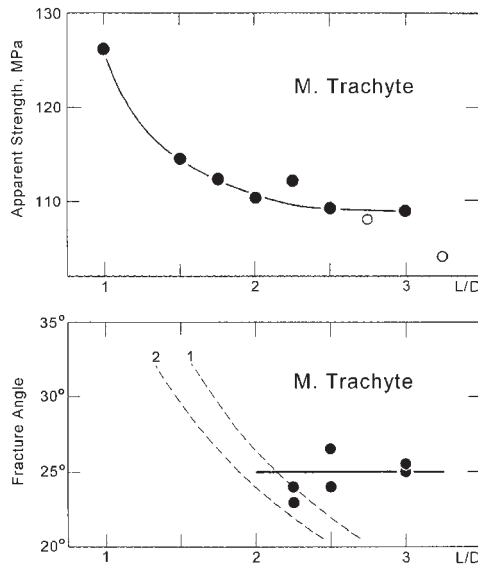 130
120
110
Apparent Strength, MPa
M. Trachyte
1
2
3
L/D
35°
30°
25°
20°
Fracture Angle
2
1
M. Trachyte
1
2
3
L/D